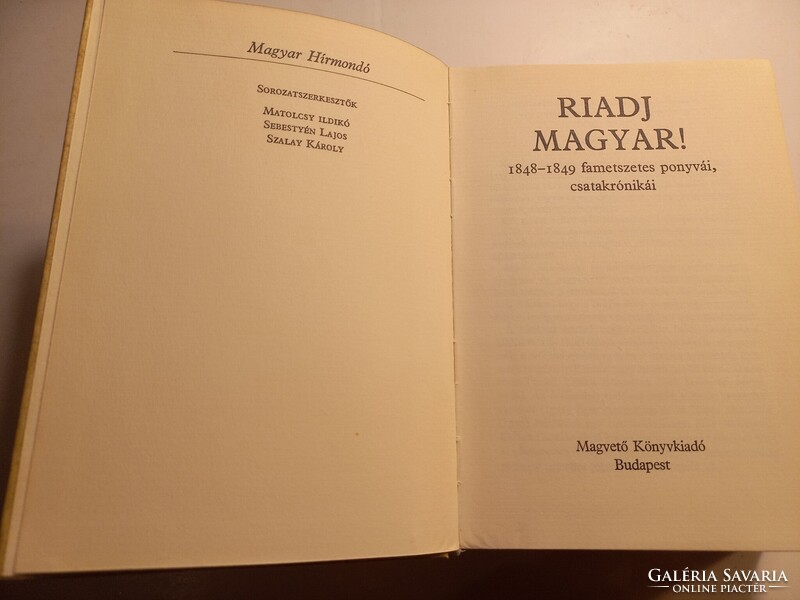 Magyar Hírmondó
SOROZATSZERKESZTŐK
MATOLCSY ILDIKÓ
SEBESTYÉN LAJOS
SZALAY KÁROLY
RIADJ
MAGYAR!
1848–1849 fametszetes ponyvái,
csatakrónikái
Magvető Könyvkiadó
Budapest
GALÉRIA SAVARIA
ONLINE PIACTÉR